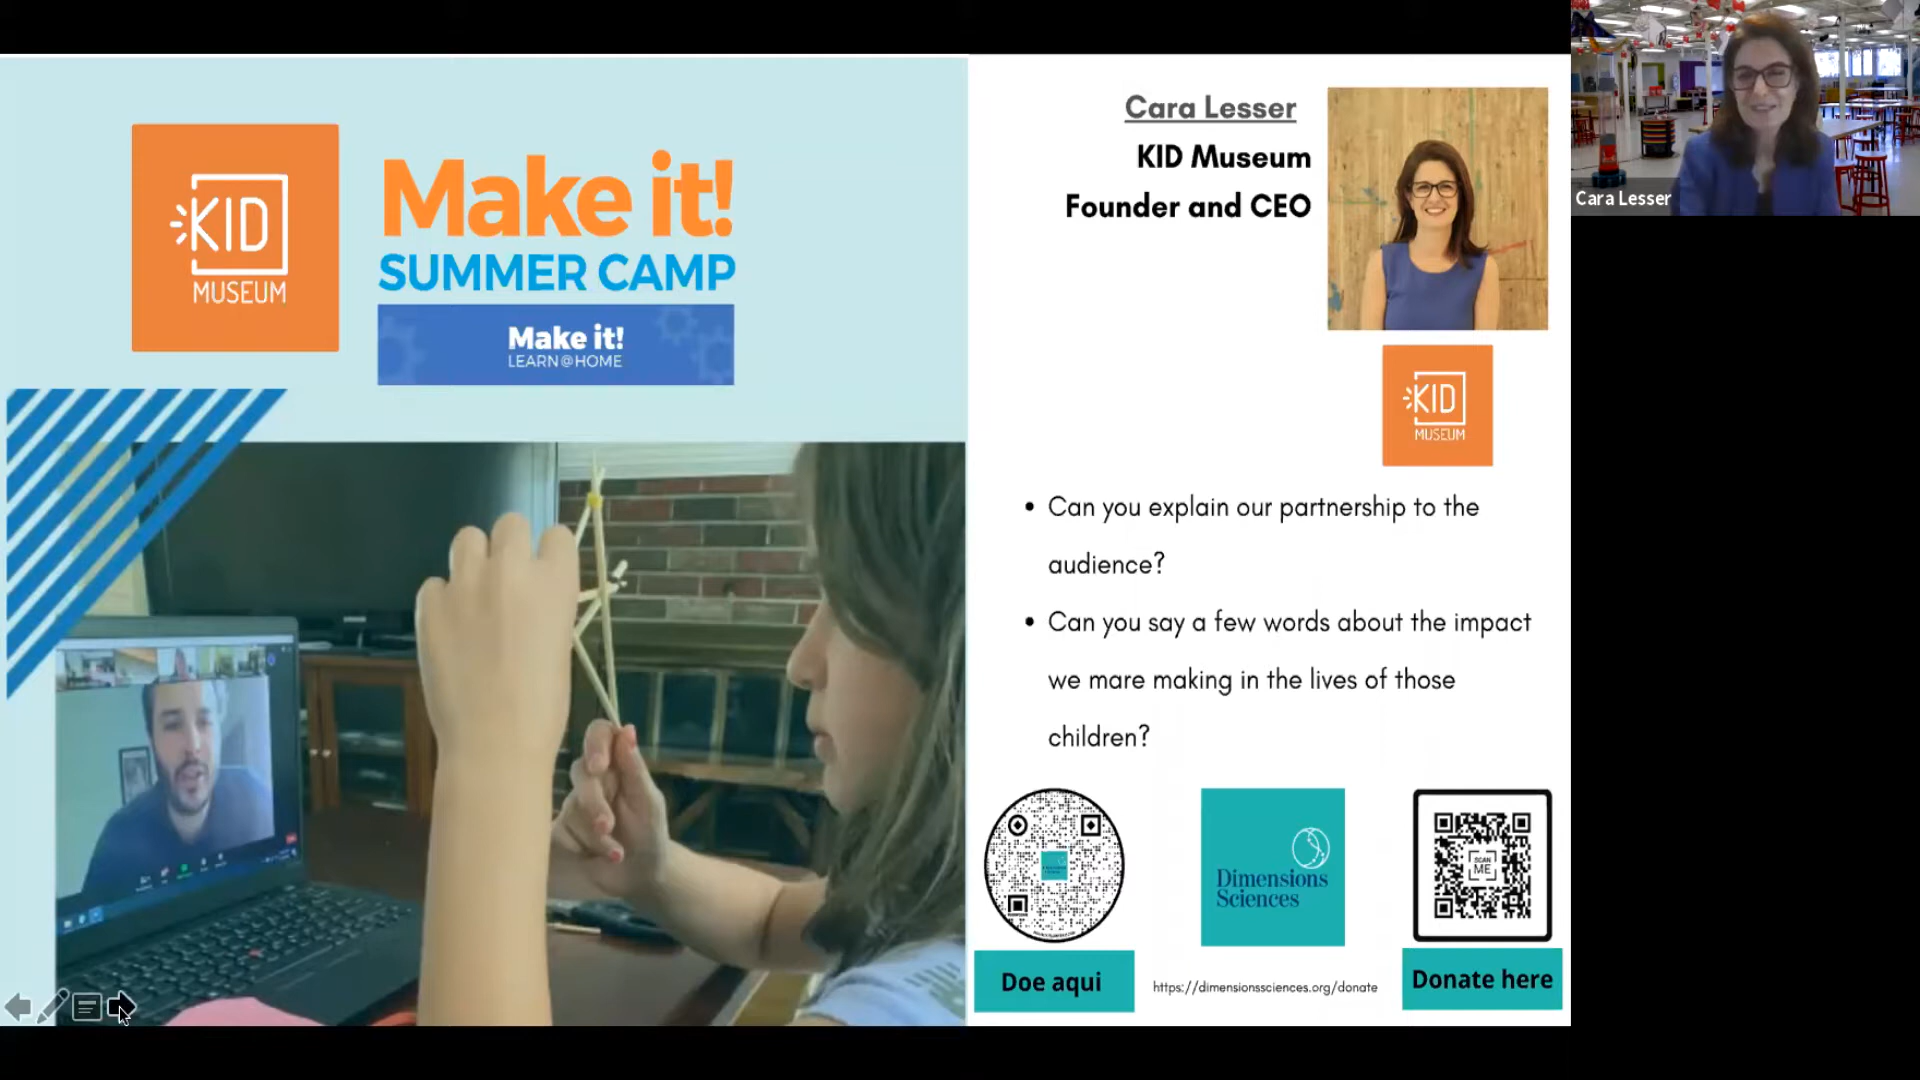 KID
MUSEUM
Make it!
SUMMER CAMP
Make it!
LEARN@HOME
Cara Lesser
KID Museum
Founder and CEO
KID
MUSEUM
• Can you explain our partnership to the
audience?
• Can you say a few words about the impact
we mare making in the lives of those
children?
Dimensions
Sciences
SCAN
ME
Doe aqui
https://dimensionssciences.org/donate
Donate here
Cara Lesser